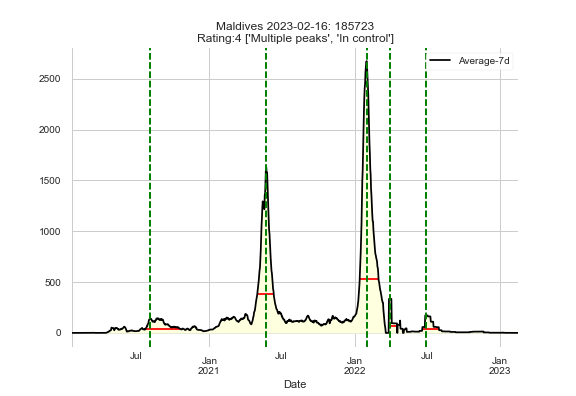 Maldives 2023-02-16: 185723
Rating:4 ['Multiple peaks', 'In control']
Average-7d
2500
2000
1500
1000
500
0
Jul
Jan
2021
Jul
Jan
2022
Jul
Jan
2023
Date